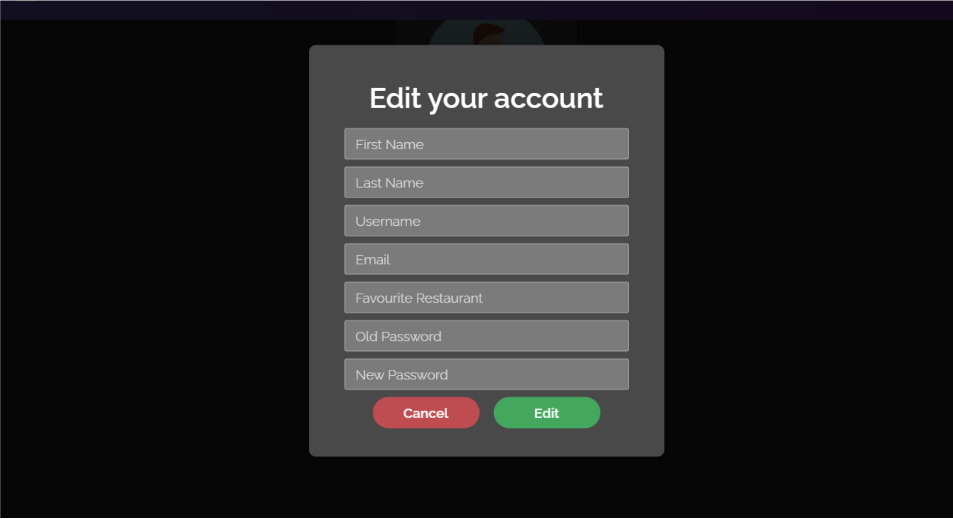 Edit your account
First Name
Last Name
Username
Email
Favourite Restaurant
Old Password
New Password
Cancel Edit